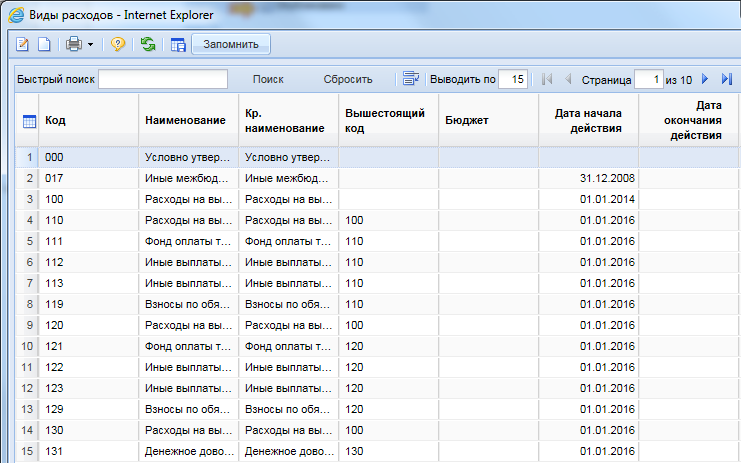 Виды расходов - Internet Explorer
Запомнить
Быстрый поиск Поиск Сбросить Выводить по 15 Страница 1 из 10
Код Наименование Кр. наименование Вышестоящий код Бюджет Дата начала действия Дата окончания действия
1 000 Условно утвер... Условно утвер...
2 017 Иные межбюд... Иные межбюд... 31.12.2008
3 100 Расходы на вы... Расходы на вы... 01.01.2014
4 110 Расходы на вы... Расходы на вы... 100 01.01.2016
5 111 Фонд оплаты т... Фонд оплаты т... 110 01.01.2016
6 112 Иные выплаты... Иные выплаты... 110 01.01.2016
7 113 Иные выплаты... Иные выплаты... 110 01.01.2016
8 119 Взносы по обя... Взносы по обя... 110 01.01.2016
9 120 Расходы на вы... Расходы на вы... 100 01.01.2016
10 121 Фонд оплаты т... Фонд оплаты т... 120 01.01.2016
11 122 Иные выплаты... Иные выплаты... 120 01.01.2016
12 123 Иные выплаты... Иные выплаты... 120 01.01.2016
13 129 Взносы по обя... Взносы по обя... 120 01.01.2016
14 130 Расходы на вы... Расходы на вы... 100 01.01.2016
15 131 Денежное дово... Денежное дово... 130 01.01.2016